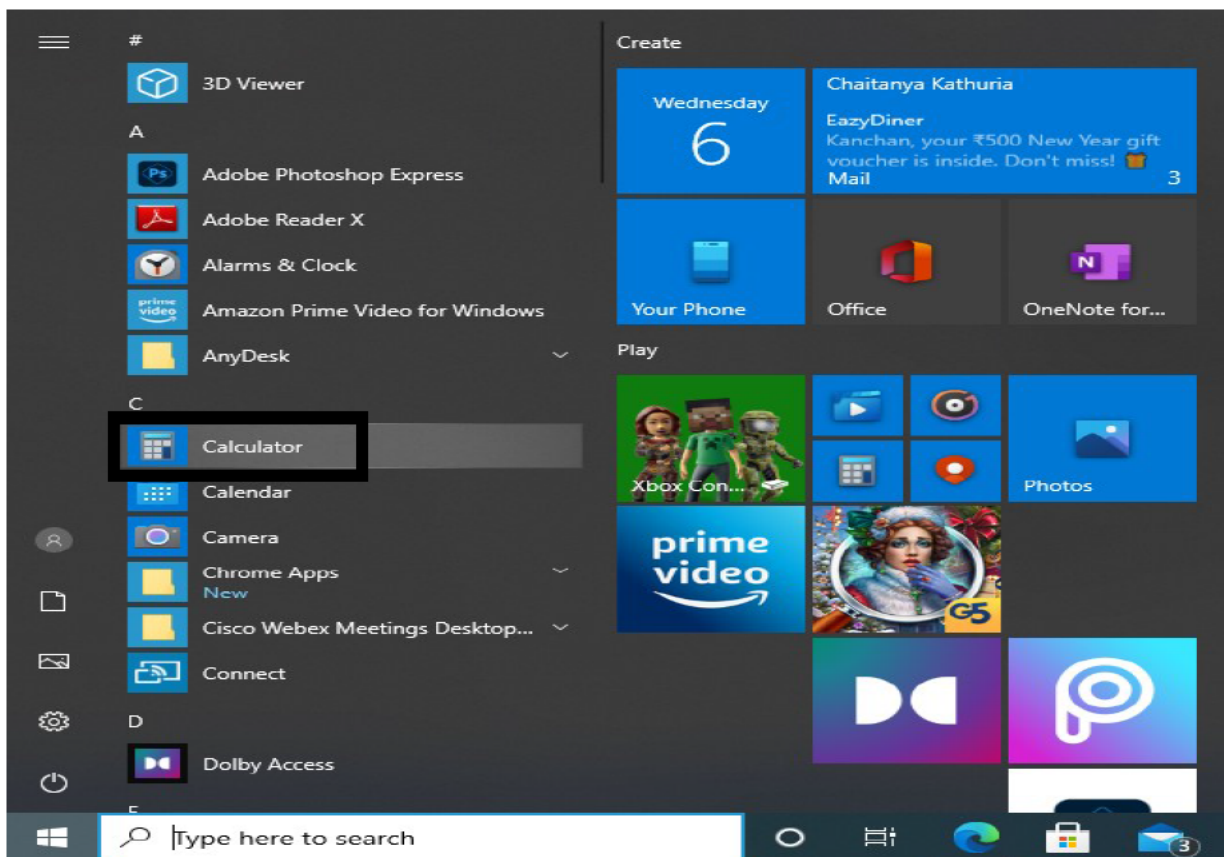 #
3D Viewer
A
Adobe Photoshop Express
Adobe Reader X
Alarms & Clock
prime
video
Amazon Prime Video for Windows
AnyDesk
C
Calculator
Calendar
Camera
Chrome Apps
New
Cisco Webex Meetings Desktop...
Connect
D
Dolby Access
Create
Wednesday
6
Chaitanya Kathuria
EazyDiner
Kanchan, your ₹500 New Year gift
voucher is inside. Don't miss!
Mail 3
Your Phone
Office
N
OneNote for...
Play
Xbox Con...
Photos
prime
video
G5
Ps
Type here to search
3